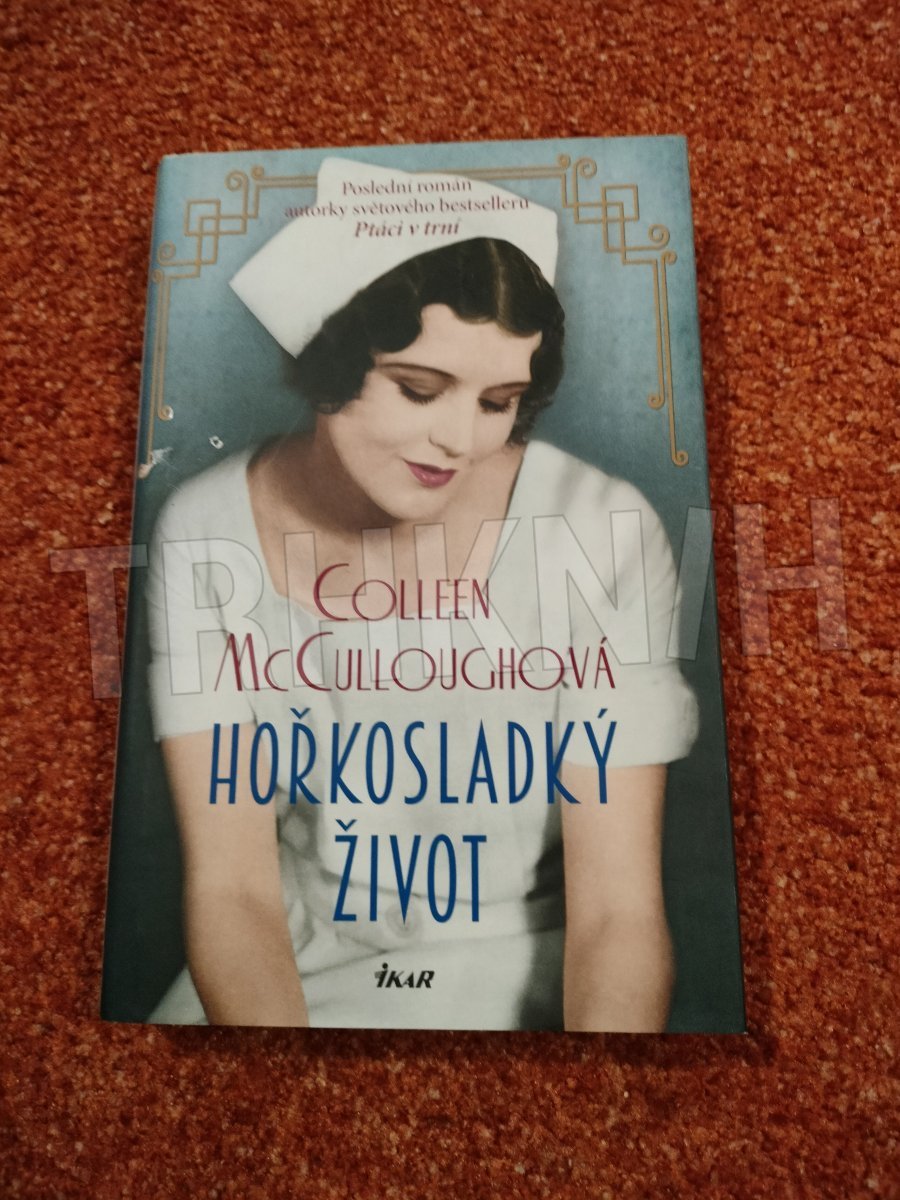 Poslední román
autorky světového bestselleru
Ptáci v trní
TRHKNIH
COLLEEN
MCCULLOUGHOVÁ
HOŘKOSLADKÝ
ŽIVOT
IKAR